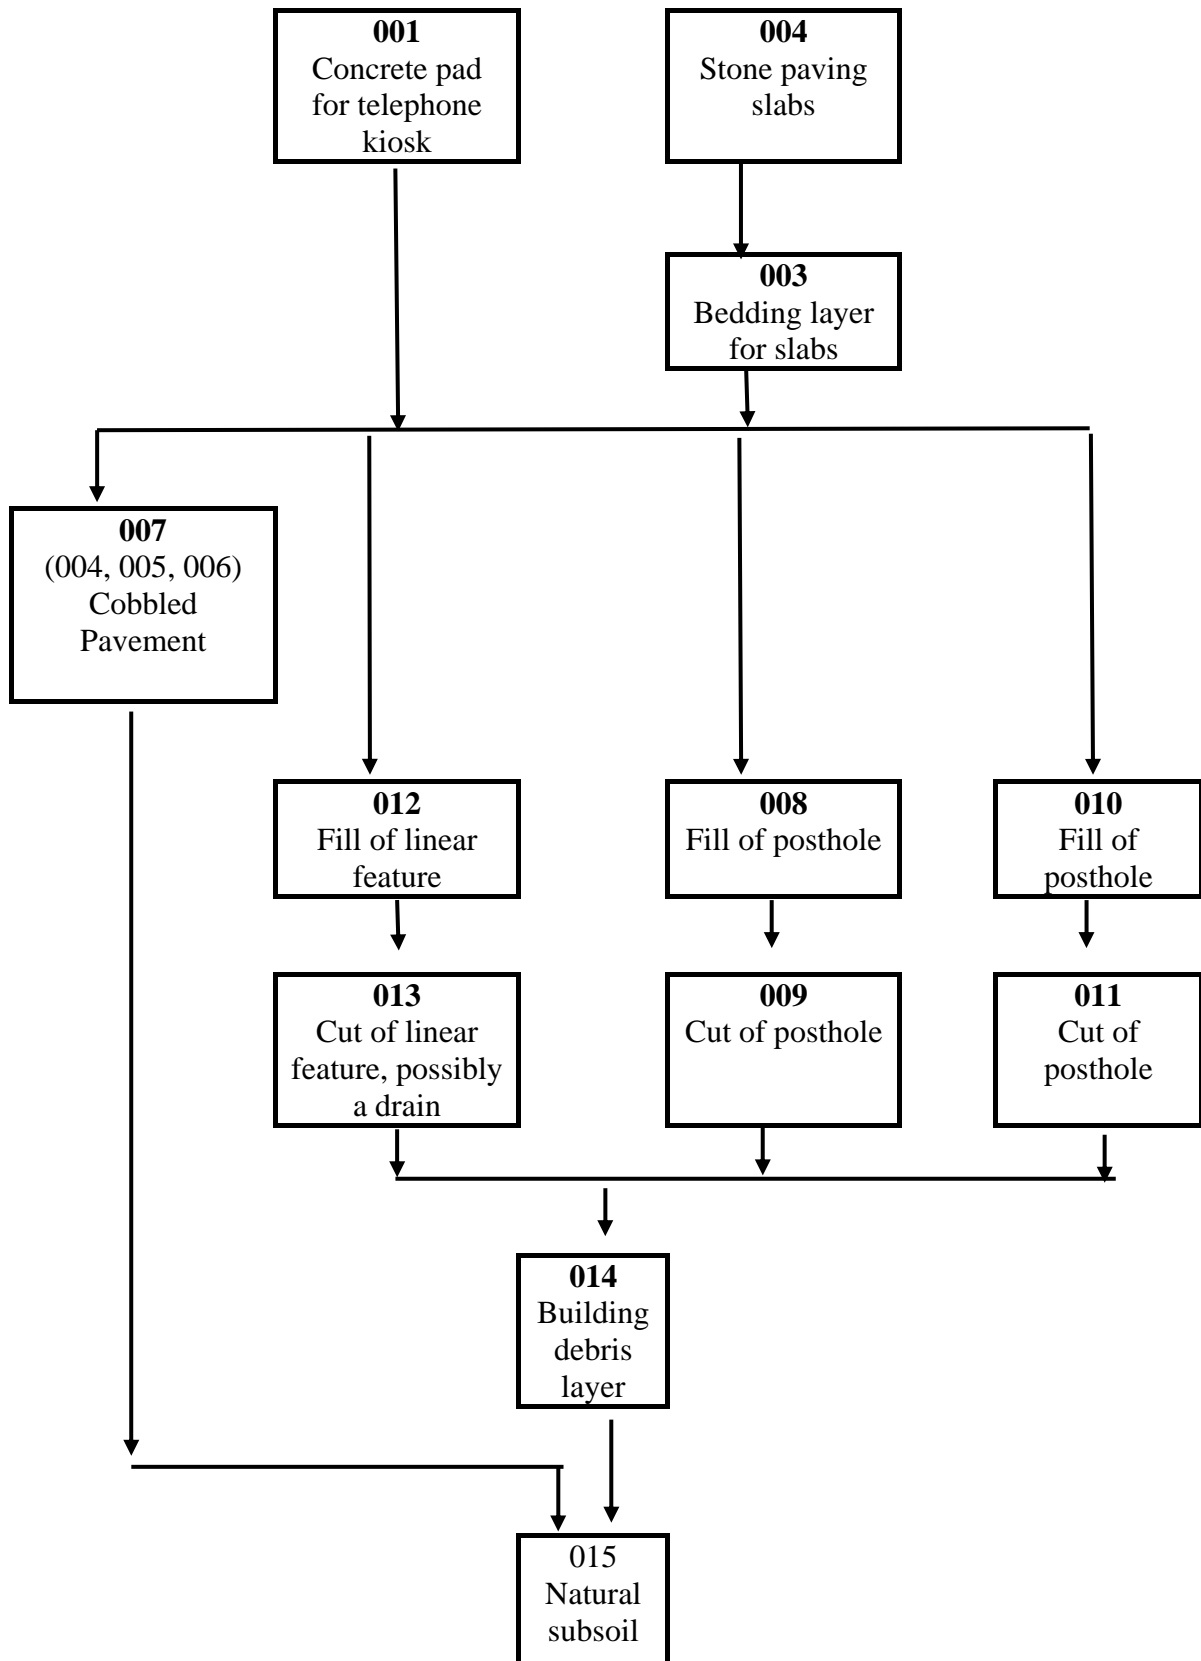 001
Concrete pad
for telephone
kiosk
004
Stone paving
slabs
003
Bedding layer
for slabs
007
(004, 005, 006)
Cobbled
Pavement
012
Fill of linear
feature
008
Fill of posthole
010
Fill of
posthole
013
Cut of linear
feature, possibly
a drain
009
Cut of posthole
011
Cut of
posthole
014
Building
debris
layer
015
Natural
subsoil